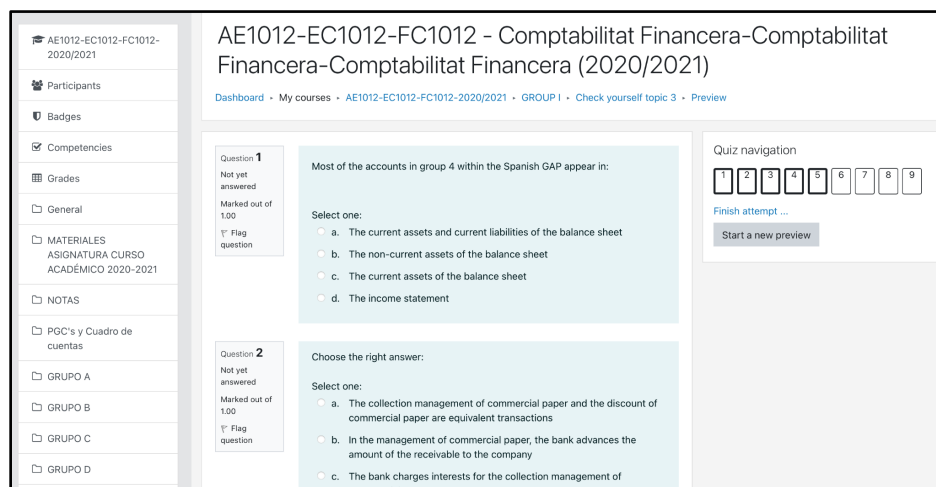 AE1012-EC1012-FC1012-
2020/2021
Participants
Badges
Competencies
Grades
General
MATERIALES
ASIGNATURA CURSO
ACADÉMICO 2020-2021
NOTAS
PGC's y Cuadro de
cuentas
GRUPO A
GRUPO B
GRUPO C
GRUPO D
AE1012-EC1012-FC1012 - Comptabilitat Financera-Comptabilitat
Financera-Comptabilitat Financera (2020/2021)
Dashboard • My courses • AE1012-EC1012-FC1012-2020/2021 • GROUP I • Check yourself topic 3 • Preview
Question 1
Not yet
answered
Marked out of
1.00
Flag
question
Most of the accounts in group 4 within the Spanish GAP appear in:
Select one:
a. The current assets and current liabilities of the balance sheet
b. The non-current assets of the balance sheet
c. The current assets of the balance sheet
d. The income statement
Question 2
Not yet
answered
Marked out of
1.00
Flag
question
Choose the right answer:
Select one:
a. The collection management of commercial paper and the discount of
commercial paper are equivalent transactions
b. In the management of commercial paper, the bank advances the
amount of the receivable to the company
c. The bank charges interests for the collection management of
Quiz navigation
1 2 3 4 5 6 7 8 9
Finish attempt ...
Start a new preview